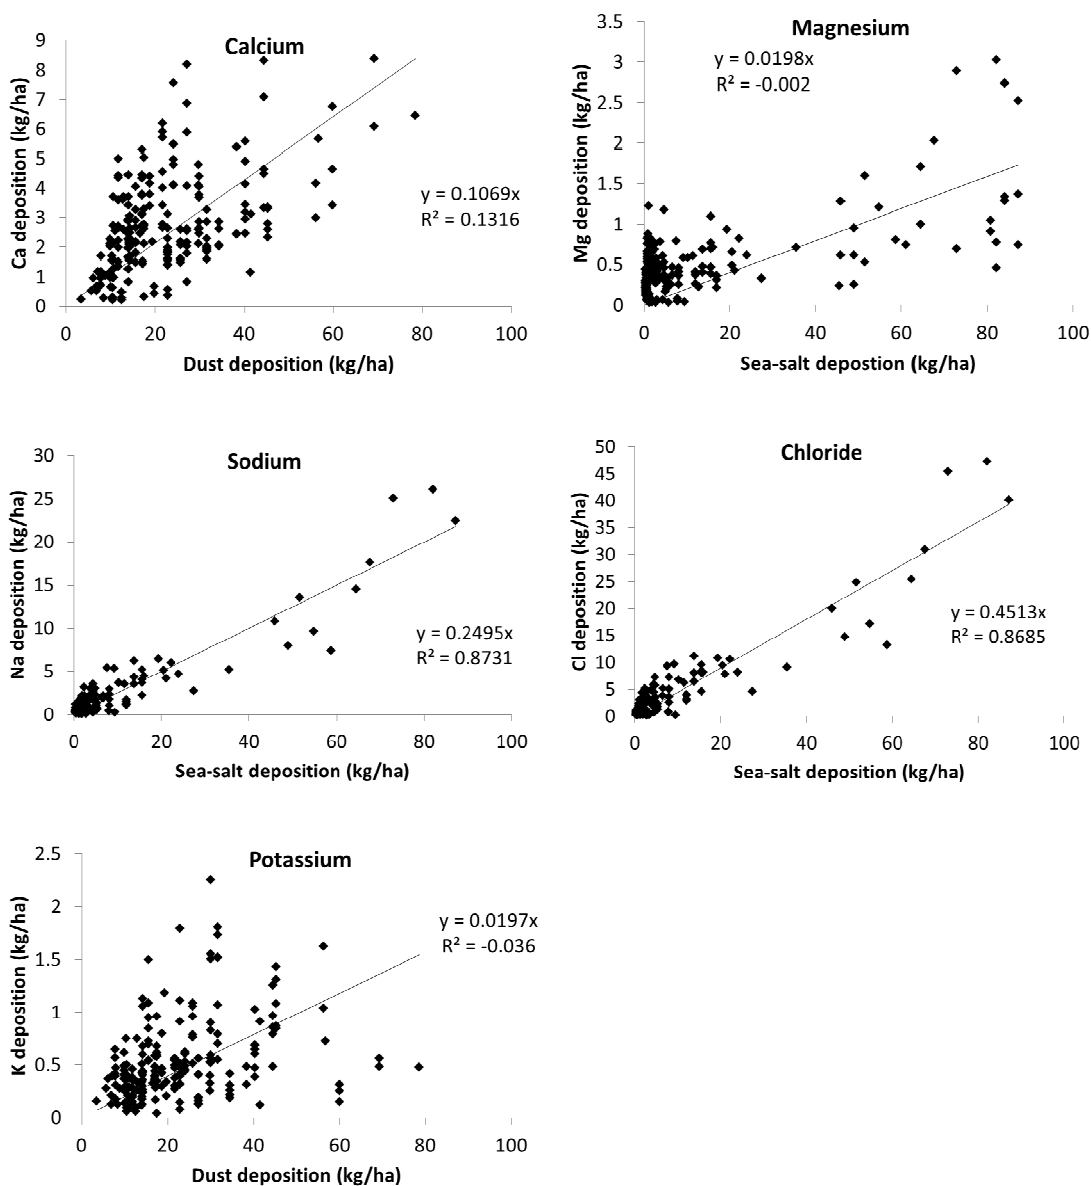 Calcium
9
8
7
6
5
4
3
2
1
0
Ca deposition (kg/ha)
y = 0.1069x
R² = 0.1316
0 20 40 60 80 100
Dust deposition (kg/ha)
Magnesium
3.5
3
2.5
2
1.5
1
0.5
0
Mg deposition (kg/ha)
y = 0.0198x
R² = -0.002
0 20 40 60 80 100
Sea-salt depostion (kg/ha)
Sodium
30
25
20
15
10
5
0
Na deposition (kg/ha)
y = 0.2495x
R² = 0.8731
0 20 40 60 80 100
Sea-salt deposition (kg/ha)
Chloride
50
45
40
35
30
25
20
15
10
5
0
Cl deposition (kg/ha)
y = 0.4513x
R² = 0.8685
0 20 40 60 80 100
Sea-salt deposition (kg/ha)
Potassium
2.5
2
1.5
1
0.5
0
K deposition (kg/ha)
y = 0.0197x
R² = -0.036
0 20 40 60 80 100
Dust deposition (kg/ha)